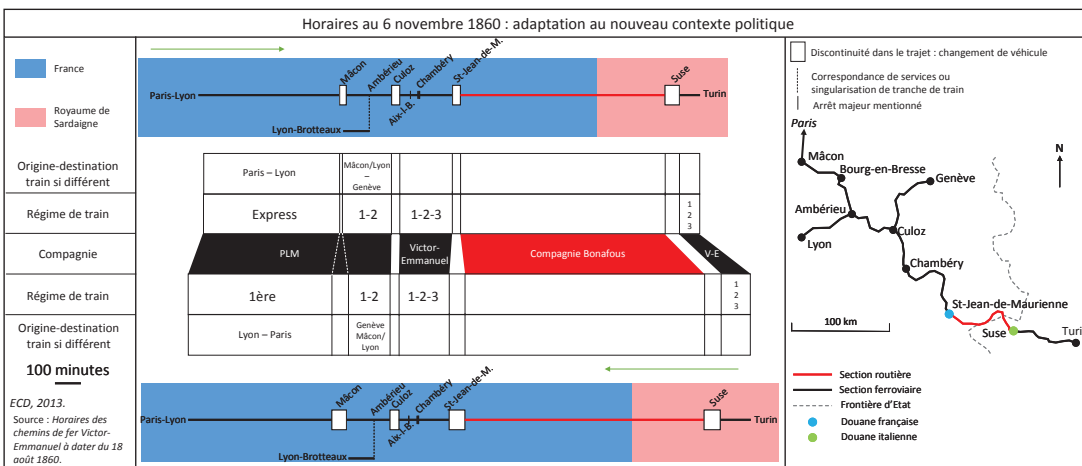 Horaires au 6 novembre 1860 : adaptation au nouveau contexte politique
France
Royaume de
Sardaigne
Paris-Lyon
Mâcon
Ambérieu
Culoz
Aix-l-B.
Chambéry
St-Jean-de-M.
Suse
Turin
Lyon-Brotteaux
Origine-destination
train si différent
Paris – Lyon
Mâcon/Lyon
–
Genève
Régime de train
Express
1-2
1-2-3
1
2
3
Compagnie
PLM
Victor-
Emmanuel
Compagnie Bonafous
V-E
Régime de train
1ère
1-2
1-2-3
1
2
3
Origine-destination
train si différent
Lyon – Paris
Genève
Mâcon/
Lyon
100 minutes
ECD, 2013.
Source : Horaires des
chemins de fer Victor-
Emmanuel à dater du 18
août 1860.
Paris-Lyon
Mâcon
Ambérieu
Culoz
Aix-l-B.
Chambéry
St-Jean-de-M.
Suse
Turin
Lyon-Brotteaux
Discontinuité dans le trajet : changement de véhicule
Correspondance de services ou
singularisation de tranche de train
Arrêt majeur mentionné
Paris
N
Mâcon
Bourg-en-Bresse
Genève
Ambérieu
Culoz
Lyon
Chambéry
St-Jean-de-Maurienne
100 km
Suse
Turi
Section routière
Section ferroviaire
Frontière d'Etat
Douane française
Douane italienne